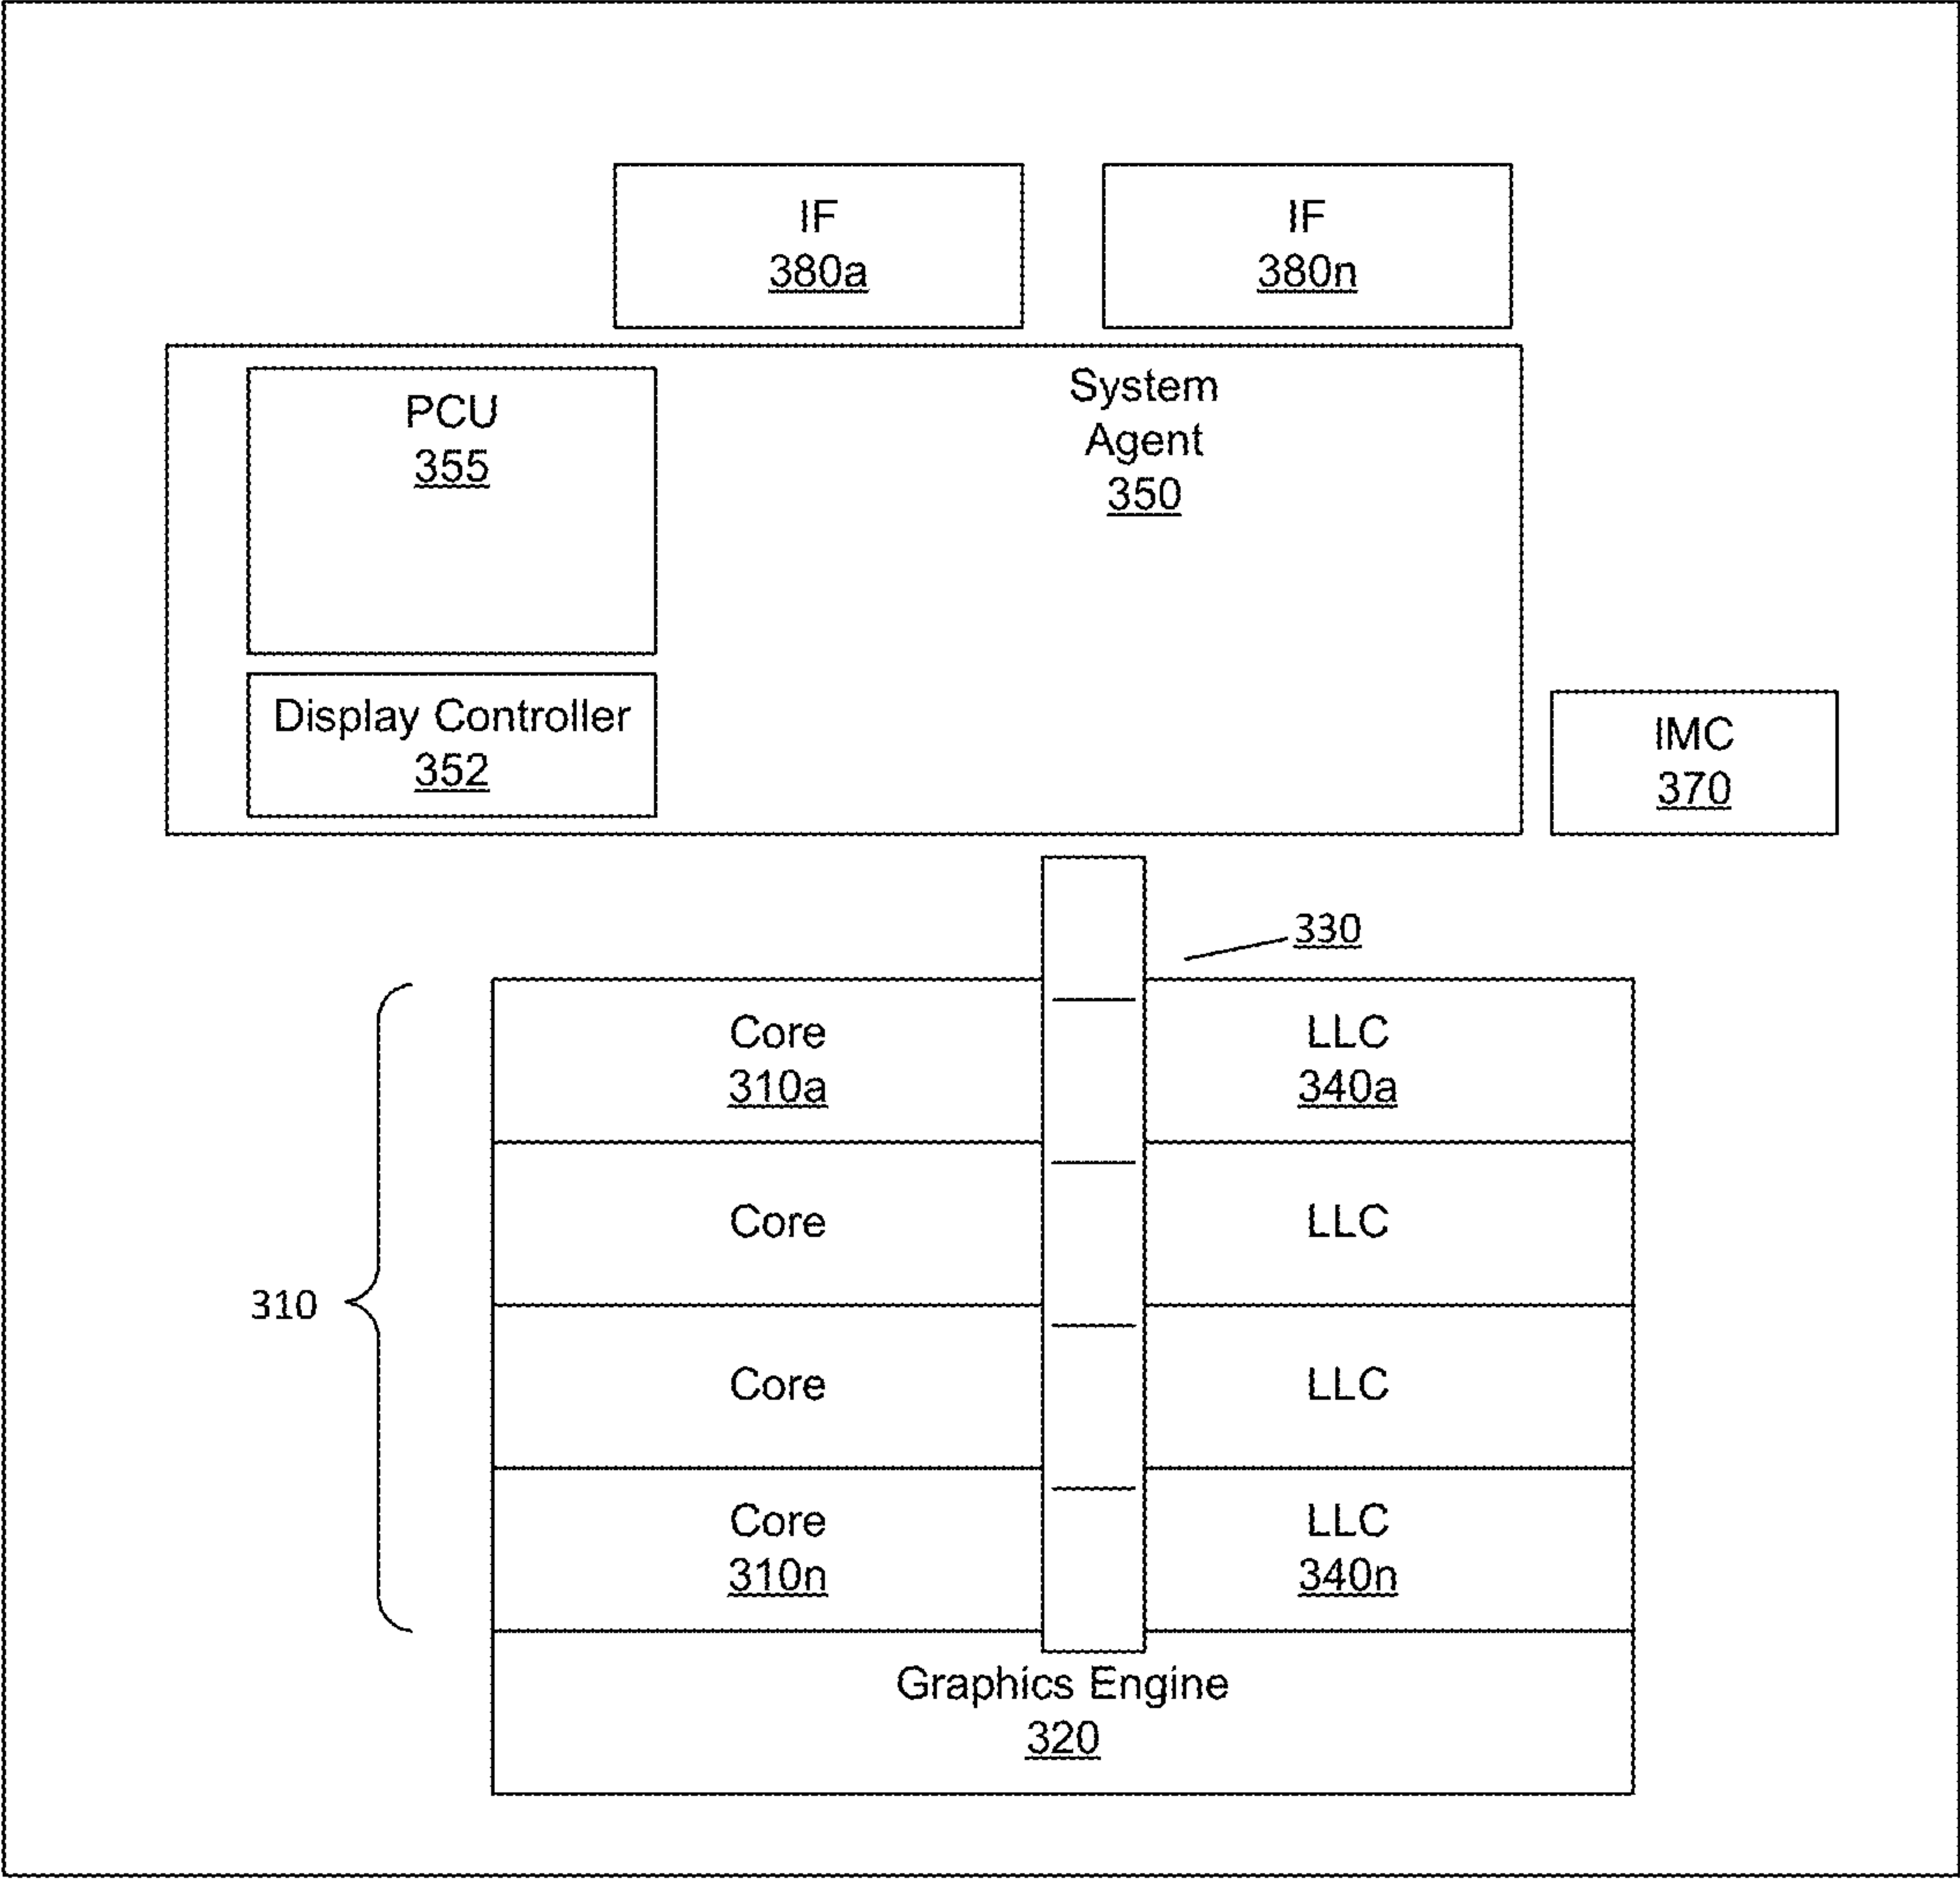 IF
380a
IF
380n
PCU
355
System
Agent
350
Display Controller
352
IMC
370
330
Core
310a
LLC
340a
Core
LLC
310
Core
LLC
Core
310n
LLC
340n
Graphics Engine
320